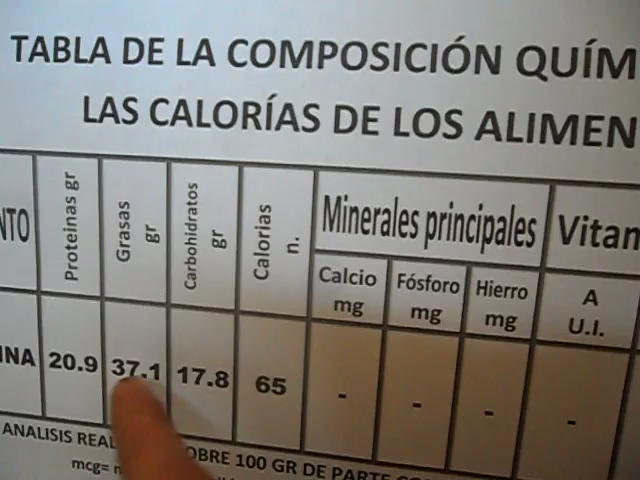 TABLA DE LA COMPOSICIÓN QUÍM
LAS CALORÍAS DE LOS ALIMEN
NTO
Proteinas gr
Grasas
gr
Carbohidratos
gr
Calorías
n.
Minerales principales
Vitam
Calcio
mg
Fósforo
mg
Hierro
mg
A
U.I.
INA 20.9 37.1 17.8 65 - - - -
ANALISIS REAL OBRE 100 GR DE PARTE
mcg=